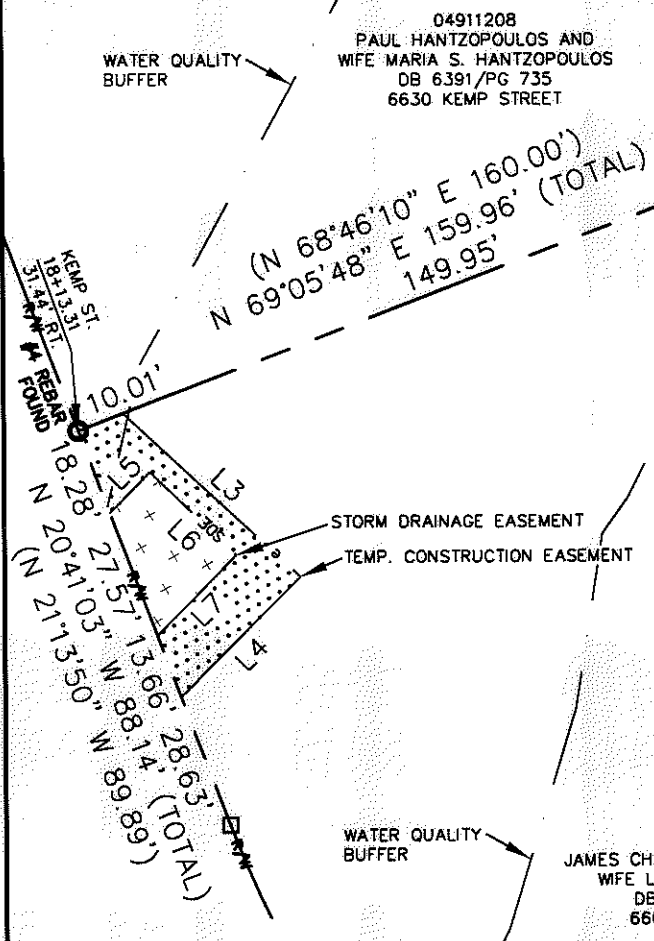 04911208
PAUL HANTZOPOULOS AND
WIFE MARIA S. HANTZOPOULOS
DB 6391/PG 735
6630 KEMP STREET
WATER QUALITY
BUFFER
(N 68°46'10" E 160.00')
N 69°05'48" E 159.96' (TOTAL)
149.95'
KEMP ST.
18+13.31
31.44' RT.
R/W
#4 REBAR
FOUND
10.01'
L3
L5
L6
L7
L4
STORM DRAINAGE EASEMENT
TEMP. CONSTRUCTION EASEMENT
R/W
18.28' 27.57' 13.66' 28.63'
N 20°41'03" W 88.14' (TOTAL)
(N 21°13'50" W 89.89')
R/W
WATER QUALITY
BUFFER
JAMES CH
WIFE L
DB
660